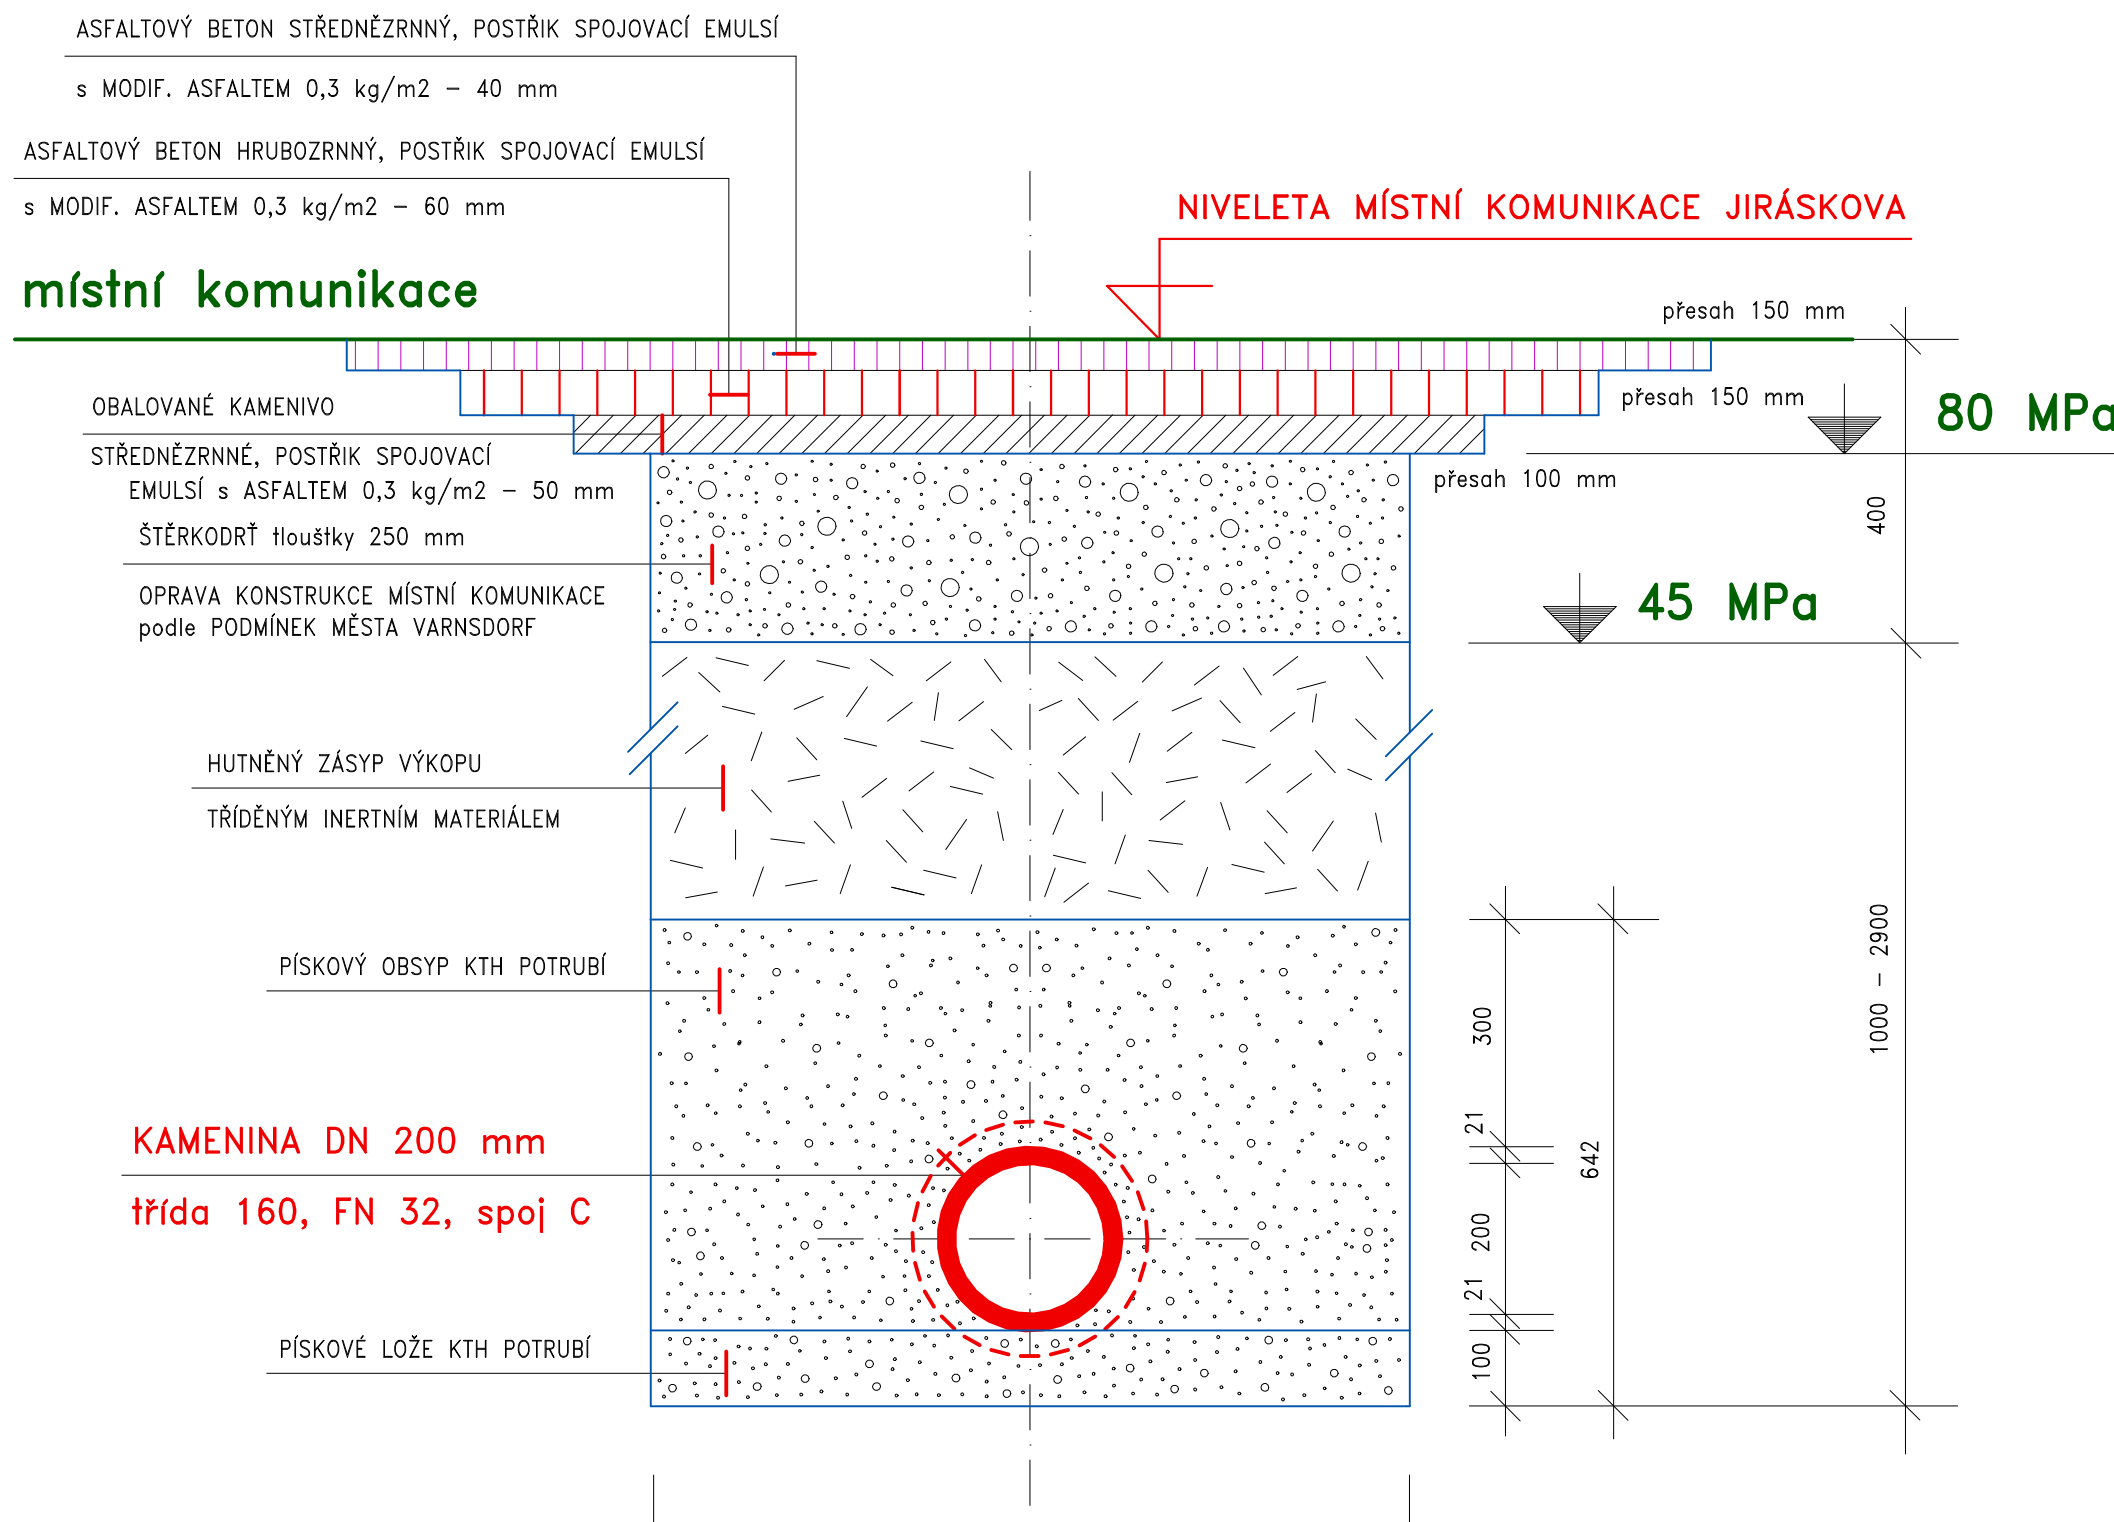 ASFALTOVÝ BETON STŘEDNĚZRNNÝ, POSTŘIK SPOJOVACÍ EMULSÍ
s MODIF. ASFALTEM 0,3 kg/m2 – 40 mm
ASFALTOVÝ BETON HRUBOZRNNÝ, POSTŘIK SPOJOVACÍ EMULSÍ
s MODIF. ASFALTEM 0,3 kg/m2 – 60 mm
NIVELETA MÍSTNÍ KOMUNIKACE JIRÁSKOVA
místní komunikace
přesah 150 mm
přesah 150 mm
80 MPa
OBALOVANÉ KAMENIVO
STŘEDNĚZRNNÉ, POSTŘIK SPOJOVACÍ
EMULSÍ s ASFALTEM 0,3 kg/m2 – 50 mm
přesah 100 mm
400
ŠTĚRKODRŤ tloušťky 250 mm
OPRAVA KONSTRUKCE MÍSTNÍ KOMUNIKACE
podle PODMÍNEK MĚSTA VARNSDORF
45 MPa
HUTNĚNÝ ZÁSYP VÝKOPU
TŘÍDĚNÝM INERTNÍM MATERIÁLEM
PÍSKOVÝ OBSYP KTH POTRUBÍ
1000 – 2900
300
21
642
KAMENINA DN 200 mm
třída 160, FN 32, spoj C
200
21
PÍSKOVÉ LOŽE KTH POTRUBÍ
100